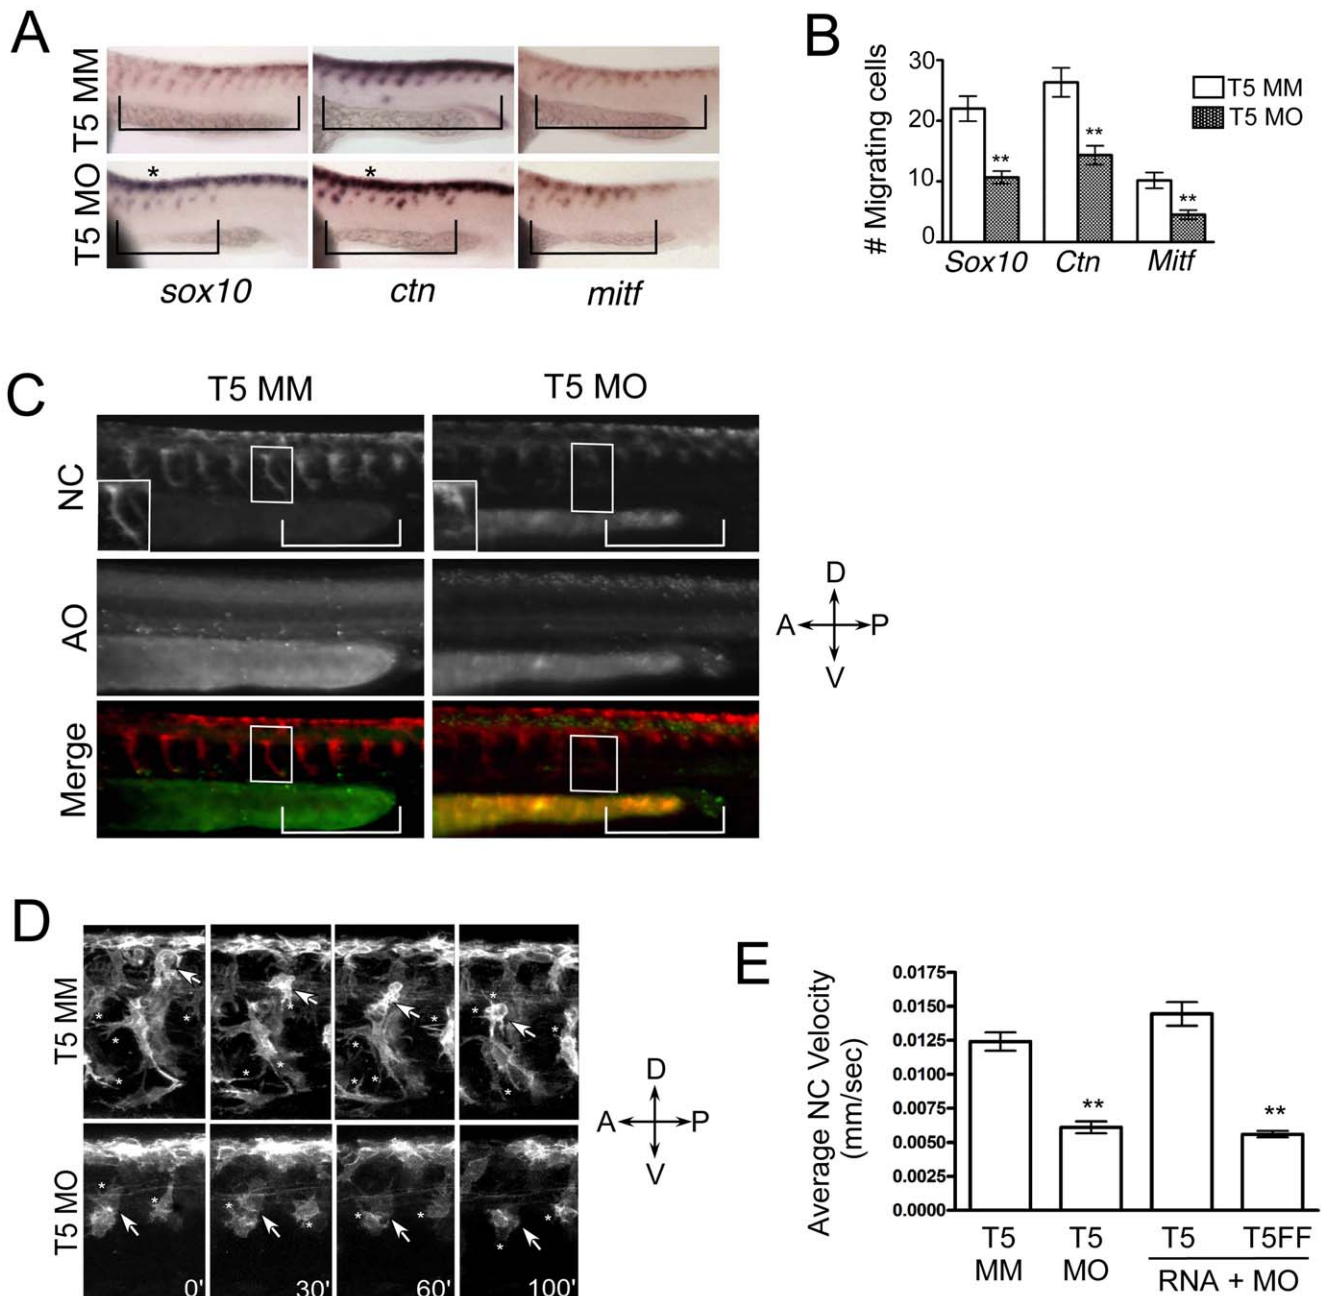 A
T5 MM
T5 MO
*
*
sox10
ctn
mitf
B
# Migrating cells
30
20
10
0
**
**
**
Sox10
Ctn
Mitf
T5 MM
T5 MO
C
T5 MM
T5 MO
NC
AO
Merge
D
A
P
V
D
T5 MM
T5 MO
0'
30'
60'
100'
D
A
P
V
E
Average NC Velocity
(mm/sec)
0.0175
0.0150
0.0125
0.0100
0.0075
0.0050
0.0025
0.0000
**
**
T5
MM
T5
MO
T5
T5FF
RNA + MO